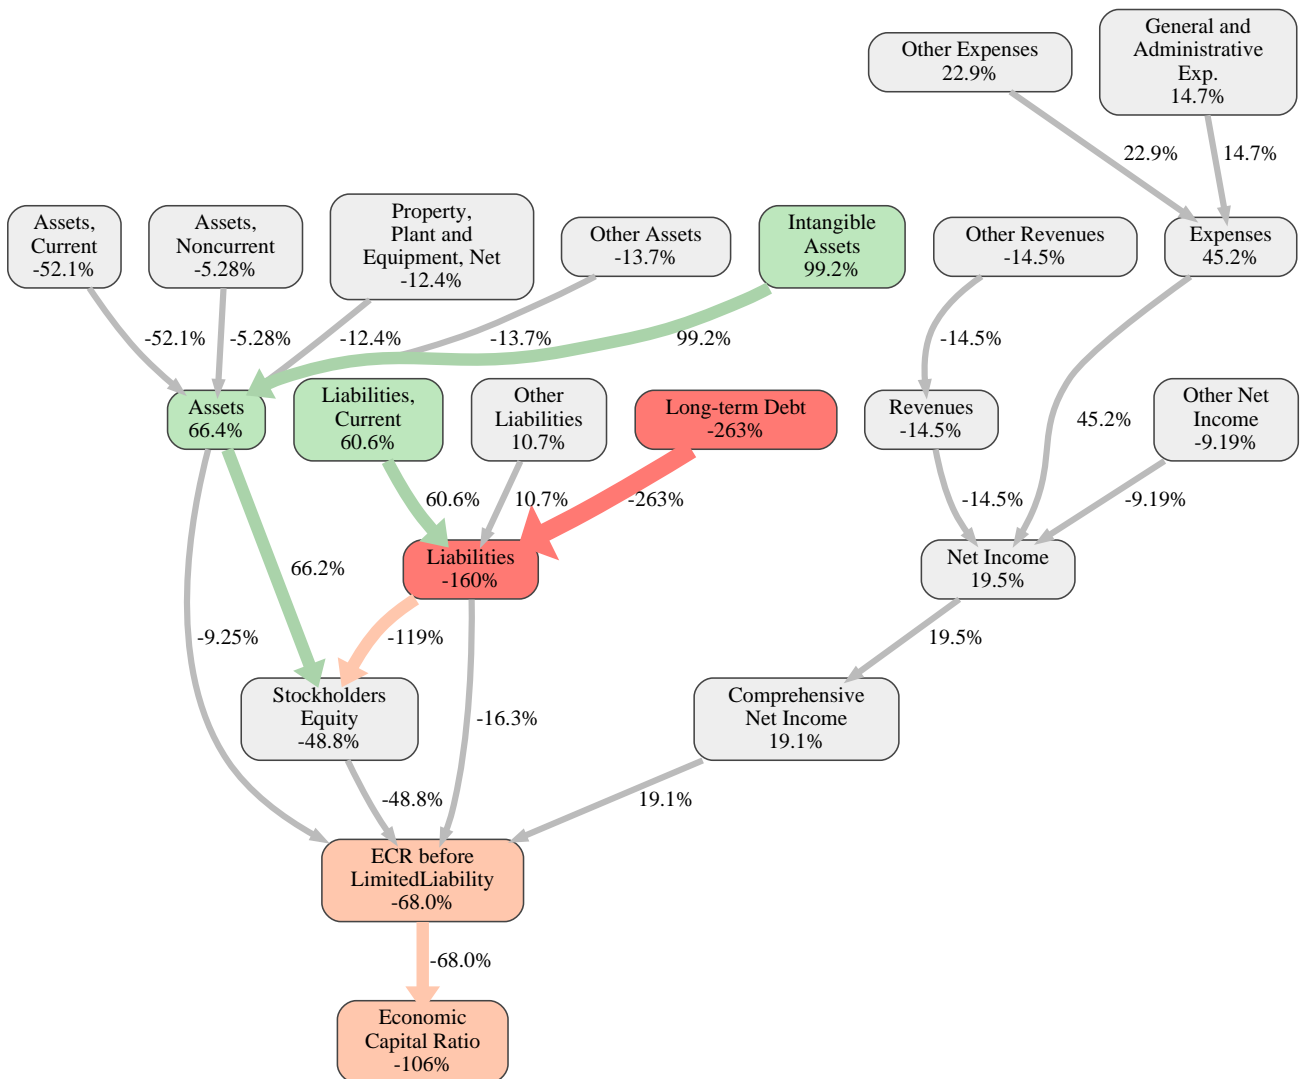 General and
Administrative
Exp.
14.7%
Other Expenses
22.9%
22.9%
14.7%
Assets,
Current
-52.1%
Assets,
Noncurrent
-5.28%
Property,
Plant and
Equipment, Net
-12.4%
Other Assets
-13.7%
Intangible
Assets
99.2%
Other Revenues
-14.5%
Expenses
45.2%
-52.1%
-5.28%
-12.4%
-13.7%
99.2%
-14.5%
45.2%
Assets
66.4%
Liabilities,
Current
60.6%
Other
Liabilities
10.7%
Long-term Debt
-263%
Revenues
-14.5%
Other Net
Income
-9.19%
60.6%
10.7%
-263%
-14.5%
-9.19%
66.2%
Liabilities
-160%
Net Income
19.5%
-9.25%
-119%
19.5%
Stockholders
Equity
-48.8%
-16.3%
Comprehensive
Net Income
19.1%
-48.8%
19.1%
ECR before
LimitedLiability
-68.0%
-68.0%
Economic
Capital Ratio
-106%